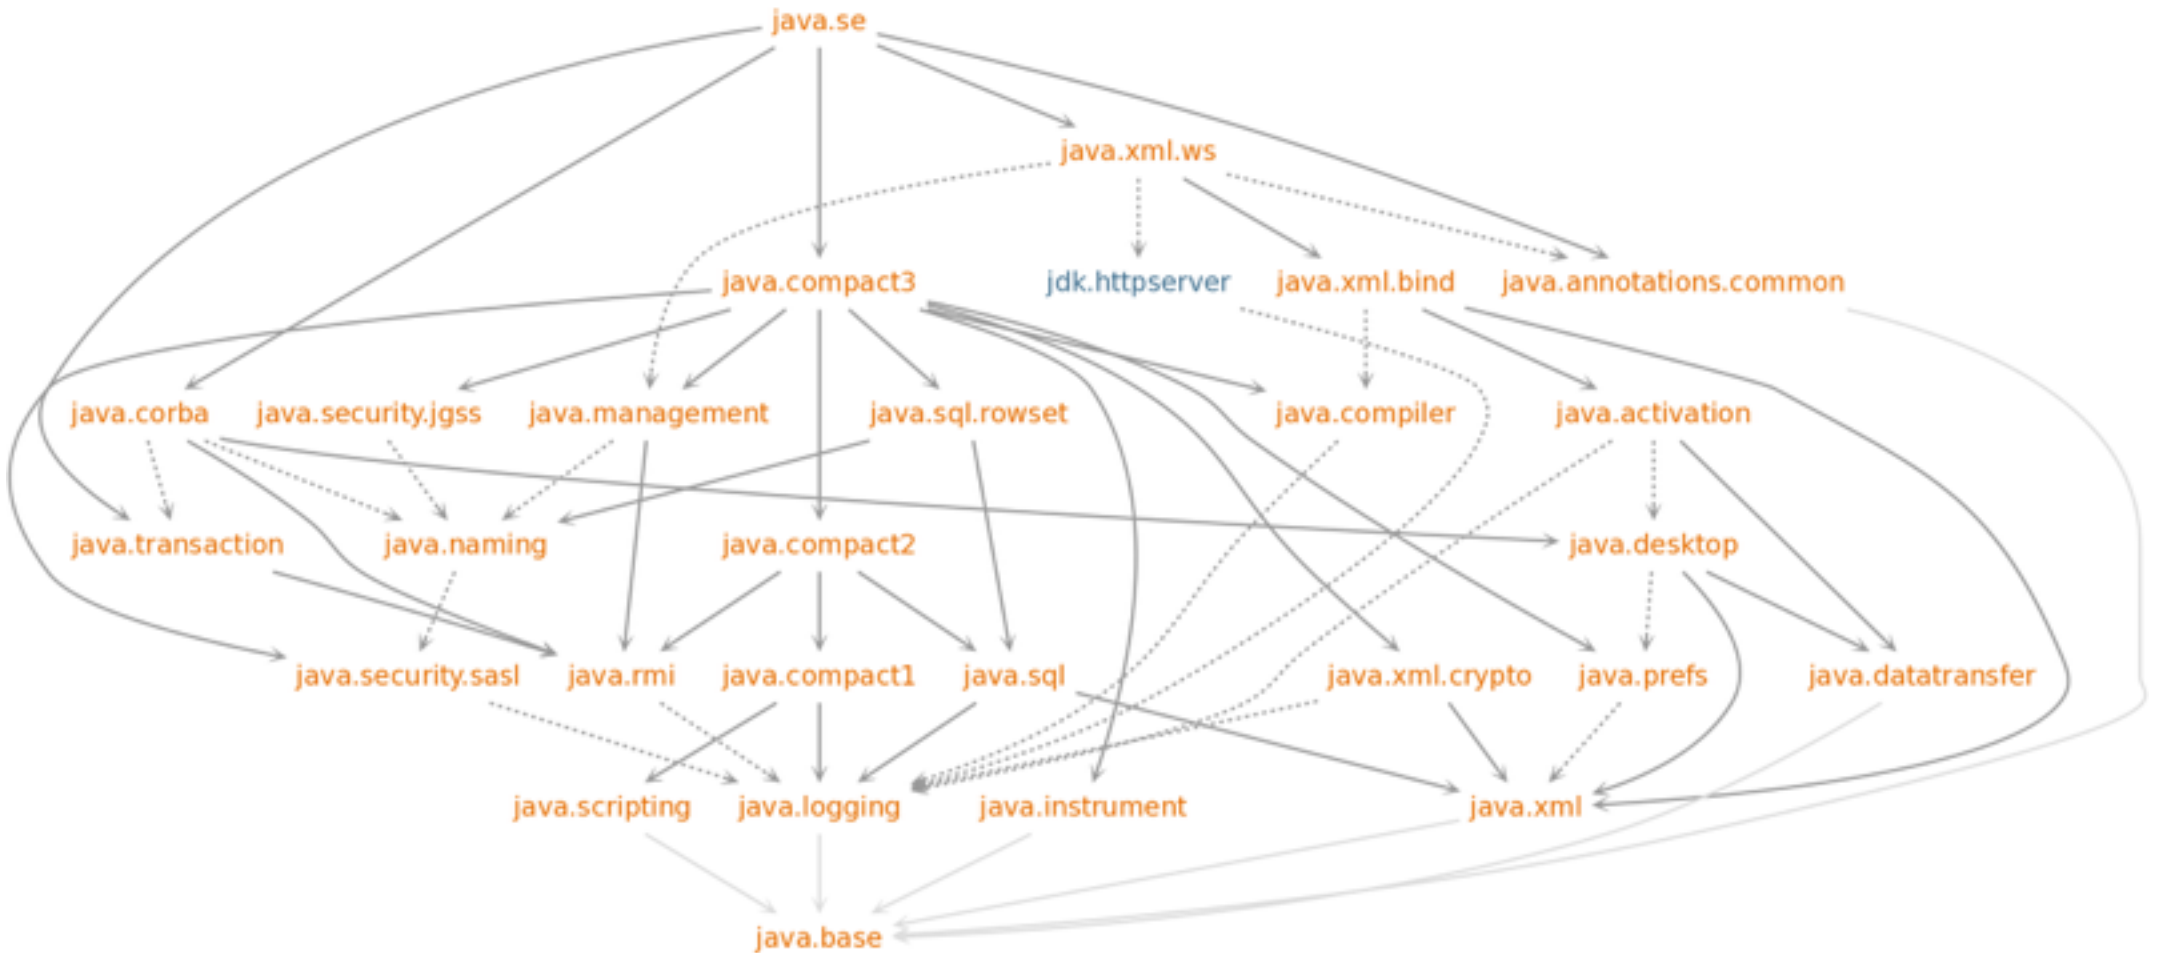 java.se
java.xml.ws
java.compact3 jdk.httpserver java.xml.bind java.annotations.common
java.corba java.security.jgss java.management java.sql.rowset java.compiler java.activation
java.transaction java.naming java.compact2 java.desktop
java.security.sasl java.rmi java.compact1 java.sql java.xml.crypto java.prefs java.datatransfer
java.scripting java.logging java.instrument java.xml
java.base